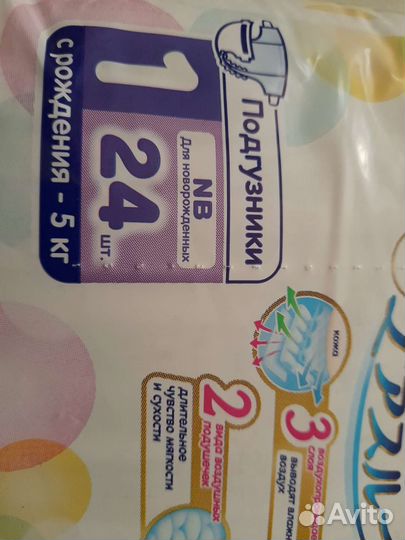 Подгузники
1
NB
Для новорожденных
24 шт.
С РОЖДЕНИЯ - 5 КГ
кожа
3
слоя
выводят
воздух
2 вида воздушных
подушечек
длительное
чувство мягкости
и сухости
Avito